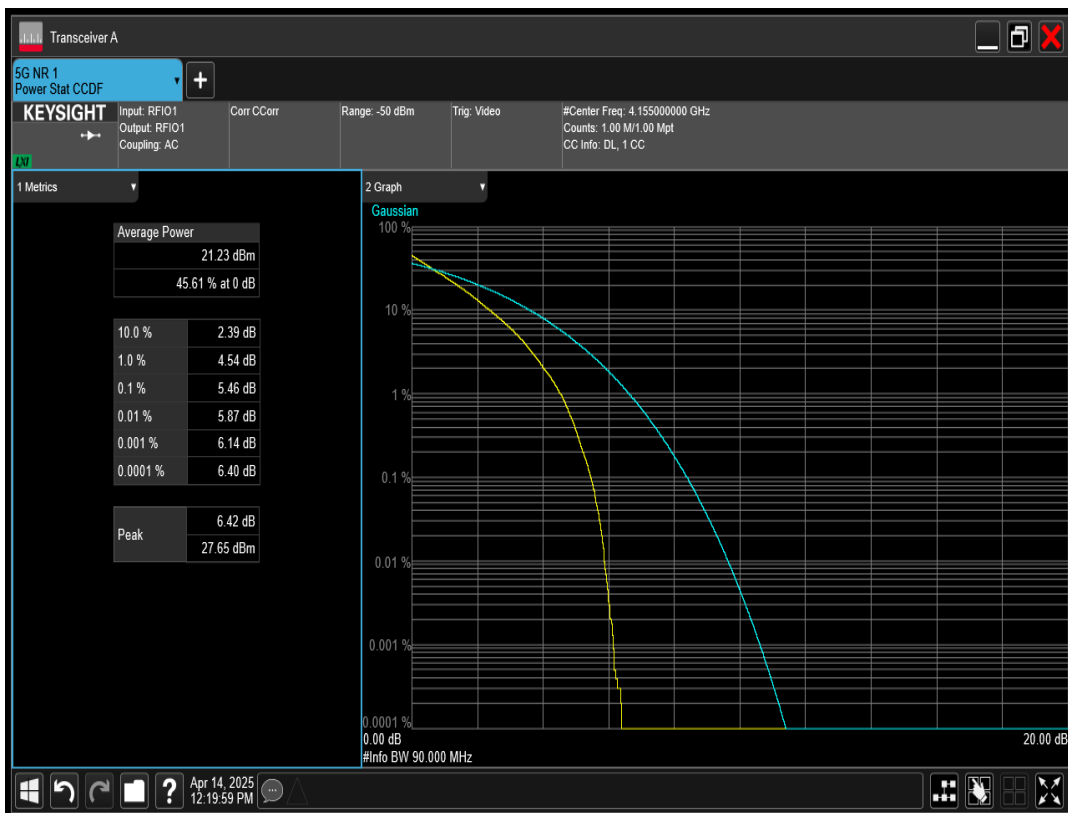 Transceiver A
5G NR 1
Power Stat CCDF
+
KEYSIGHT
LXI
Input: RFIO1
Output: RFIO1
Coupling: AC
Corr CCorr
Range: -50 dBm
Trig: Video
#Center Freq: 4.155000000 GHz
Counts: 1.00 M/1.00 Mpt
CC Info: DL, 1 CC
1 Metrics
Average Power
21.23 dBm
45.61 % at 0 dB
10.0 % 2.39 dB
1.0 % 4.54 dB
0.1 % 5.46 dB
0.01 % 5.87 dB
0.001 % 6.14 dB
0.0001 % 6.40 dB
Peak
6.42 dB
27.65 dBm
2 Graph
Gaussian
100 %
10 %
1 %
0.1 %
0.01 %
0.001 %
0.0001 %
0.00 dB 20.00 dB
#Info BW 90.000 MHz
?
Apr 14, 2025
12:19:59 PM